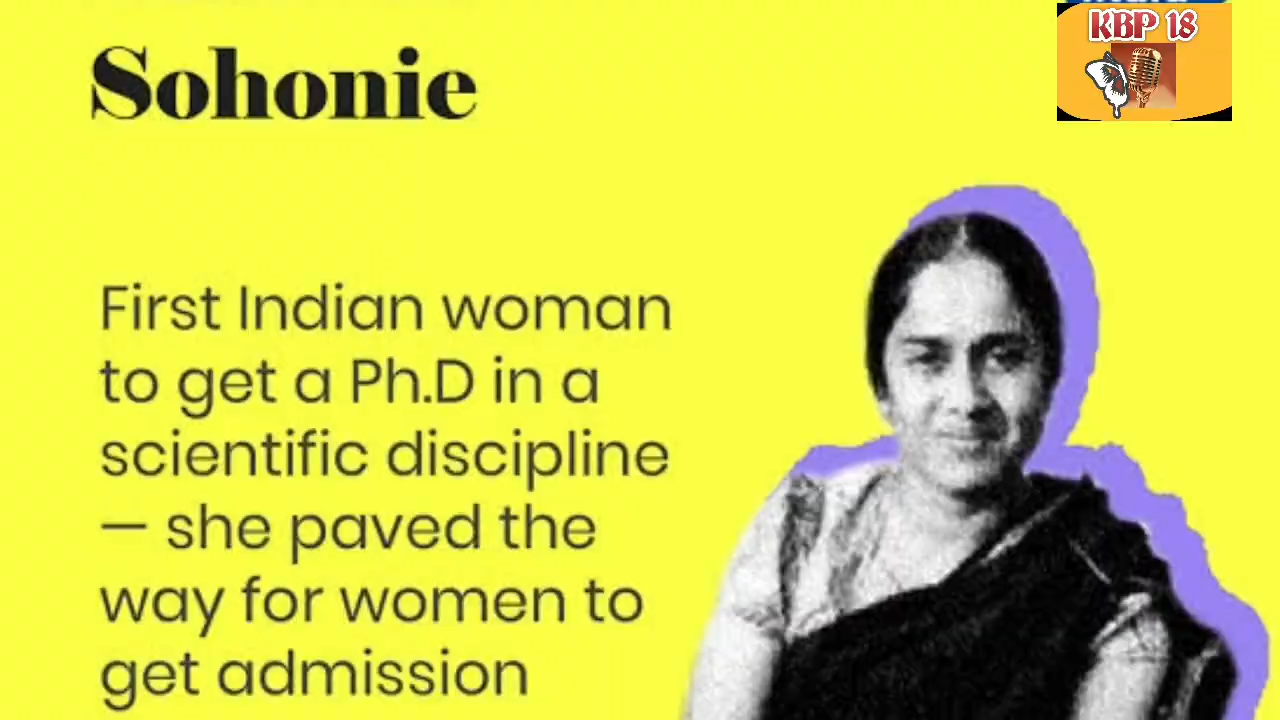 Sohonie
KBP 18
First Indian woman
to get a Ph.D in a
scientific discipline
— she paved the
way for women to
get admission